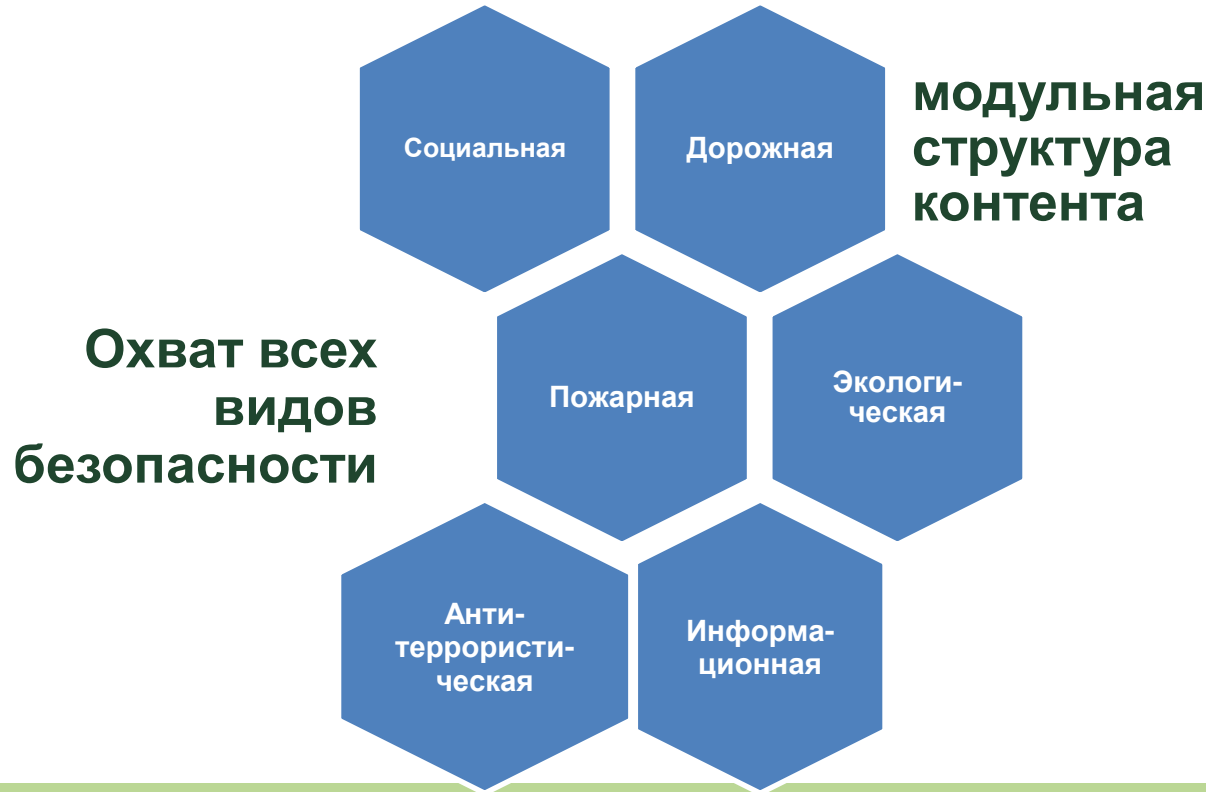 Социальная
Дорожная
модульная
структура
контента
Охват всех
видов
безопасности
Пожарная
Экологи-
ческая
Анти-
террористи-
ческая
Информа-
ционная